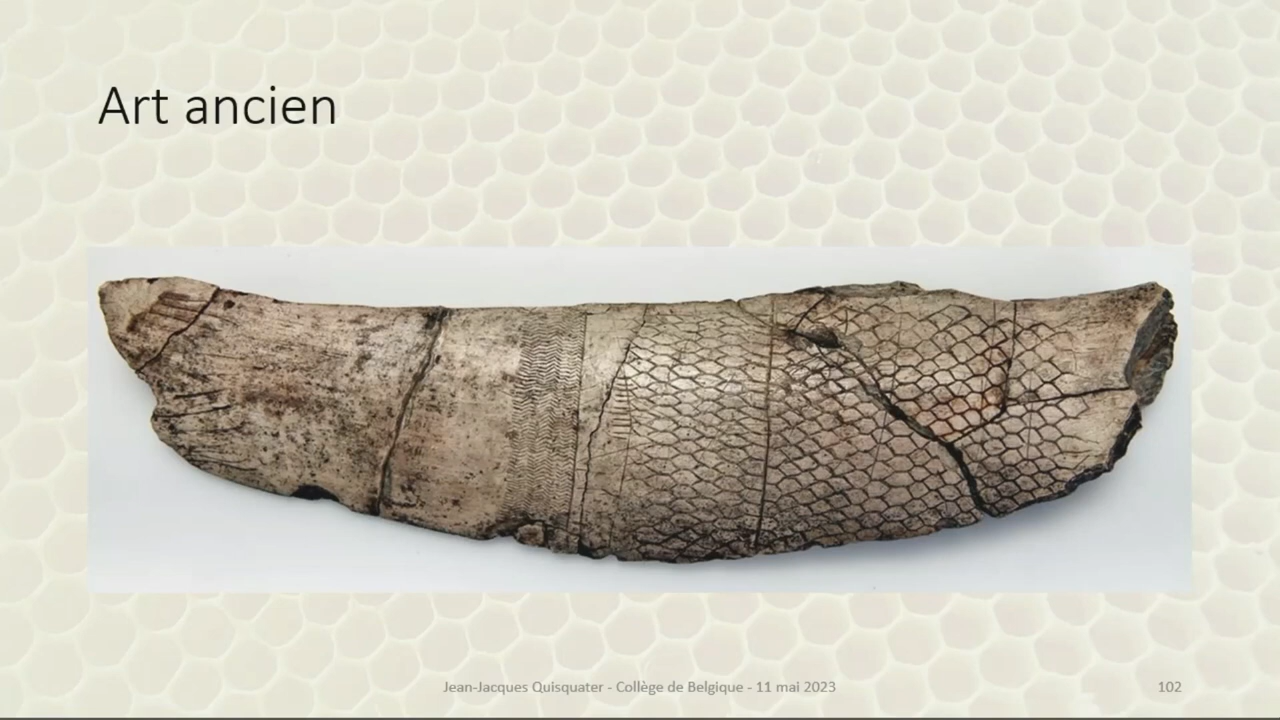 Art ancien
Jean-Jacques Quisquater - Collège de Belgique - 11 mai 2023
102